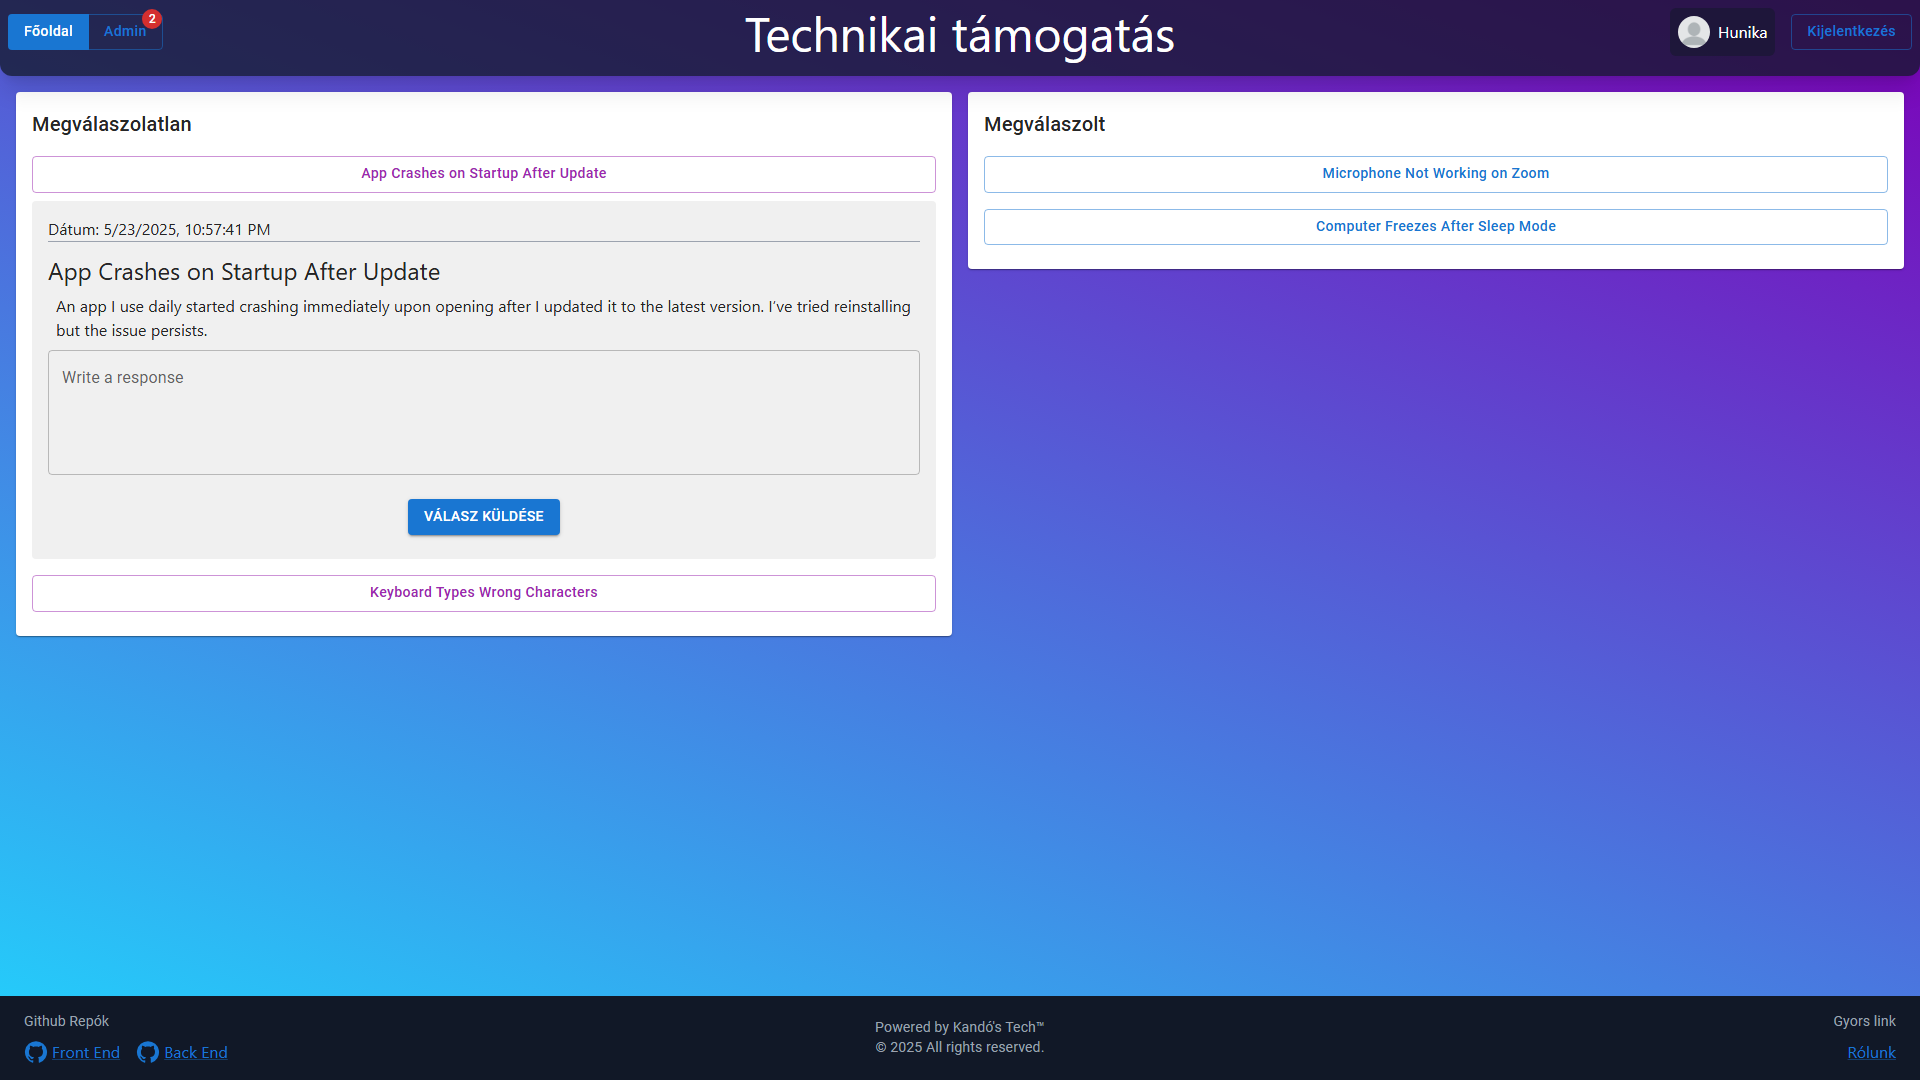 Főoldal
Admin
2
Technikai támogatás
Hunika
Kijelentkezés
Megválaszolatlan
App Crashes on Startup After Update
Dátum: 5/23/2025, 10:57:41 PM
App Crashes on Startup After Update
An app I use daily started crashing immediately upon opening after I updated it to the latest version. I’ve tried reinstalling
but the issue persists.
Write a response
VÁLASZ KÜLDÉSE
Keyboard Types Wrong Characters
Megválaszolt
Microphone Not Working on Zoom
Computer Freezes After Sleep Mode
Github Repók
Front End
Back End
Powered by Kandó's Tech™
© 2025 All rights reserved.
Gyors link
Rólunk